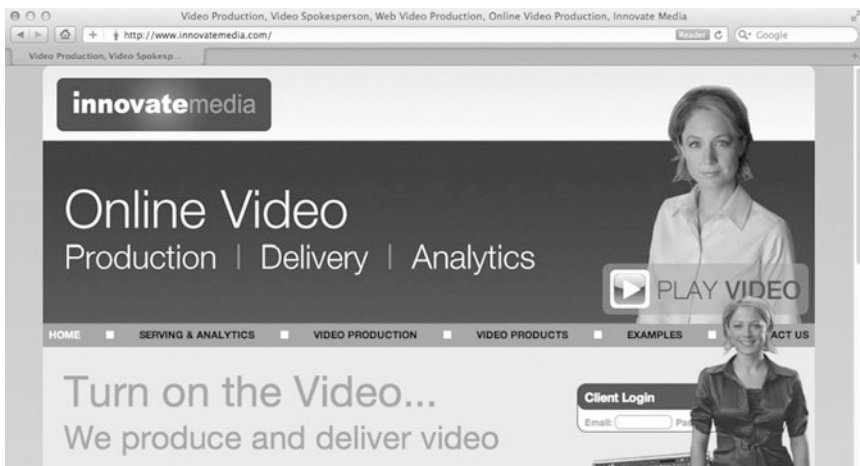 Video Production, Video Spokesperson, Web Video Production, Online Video Production, Innovate Media
http://www.innovatemedia.com/
Reader
Google
Video Production, Video Spokesp...
innovatemedia
Online Video
Production | Delivery | Analytics
PLAY VIDEO
HOME
SERVING & ANALYTICS
VIDEO PRODUCTION
VIDEO PRODUCTS
EXAMPLES
ACT US
Turn on the Video...
We produce and deliver video
Client Login
Email:
Pas